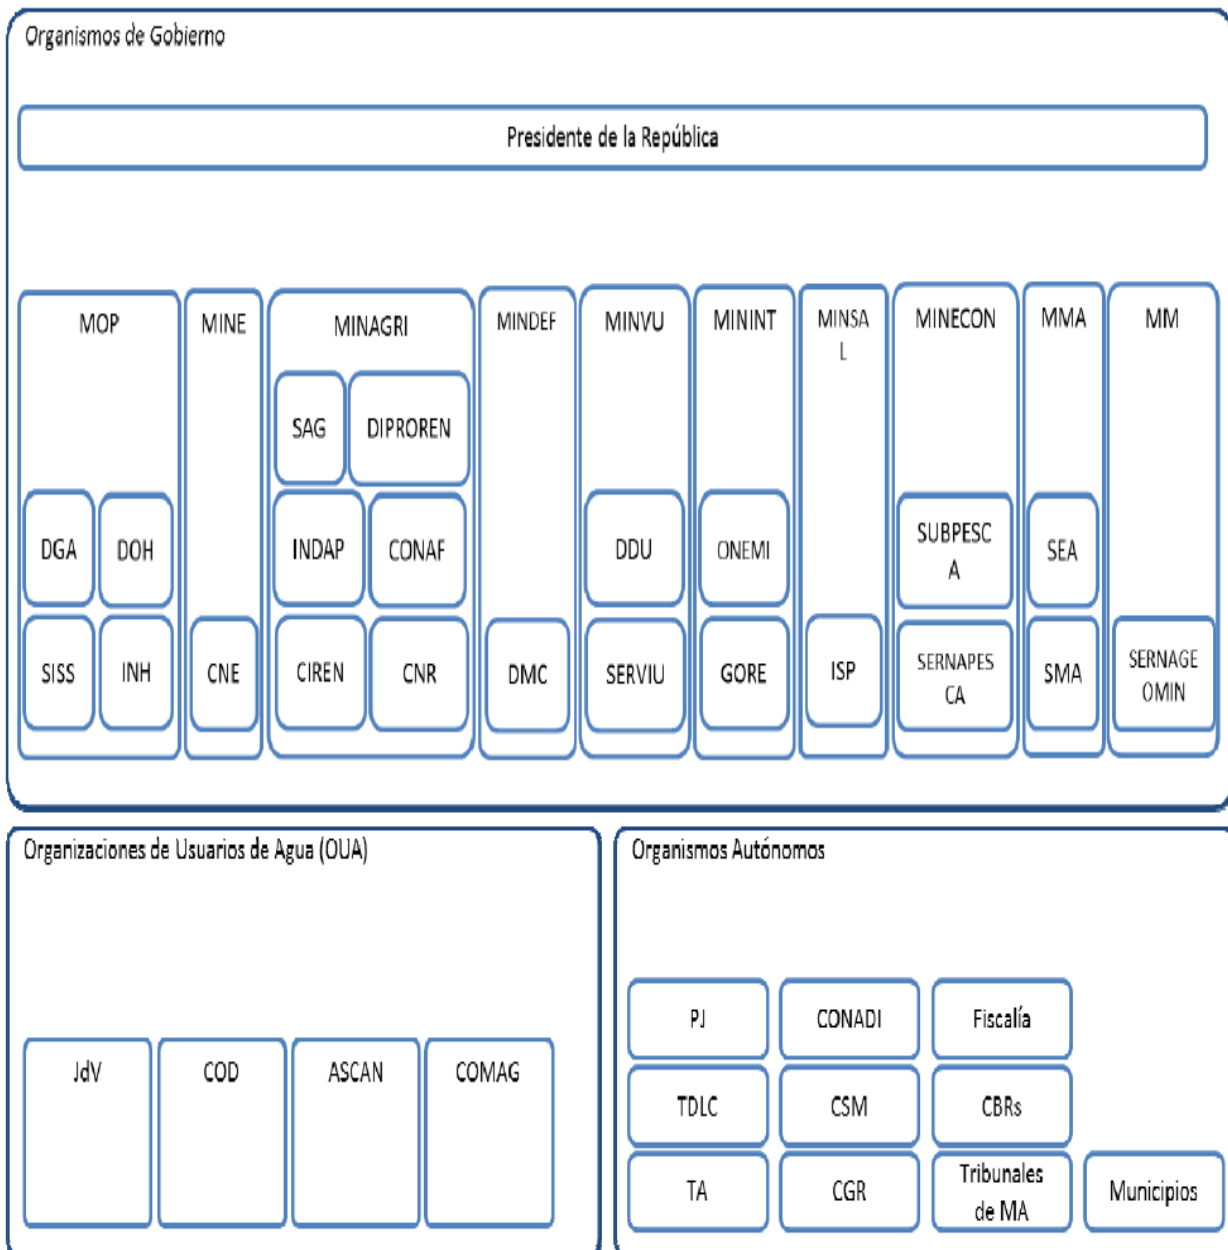 Organismos de Gobierno
Presidente de la República
MOP
MINE
MINAGRI
MINDEF
MINVU
MININT
MINSA
L
MINECON
MMA
MM
SAG
DIPROREN
DGA
DOH
INDAP
CONAF
DDU
ONEMI
SUBPESC
A
SEA
SISS
INH
CNE
CIREN
CNR
DMC
SERVIU
GORE
ISP
SERNAPES
CA
SMA
SERNAGE
OMIN
Organizaciones de Usuarios de Agua (OUA)
JdV
COD
ASCAN
COMAG
Organismos Autónomos
PJ
CONADI
Fiscalía
TDLC
CSM
CBRs
TA
CGR
Tribunales
de MA
Municipios